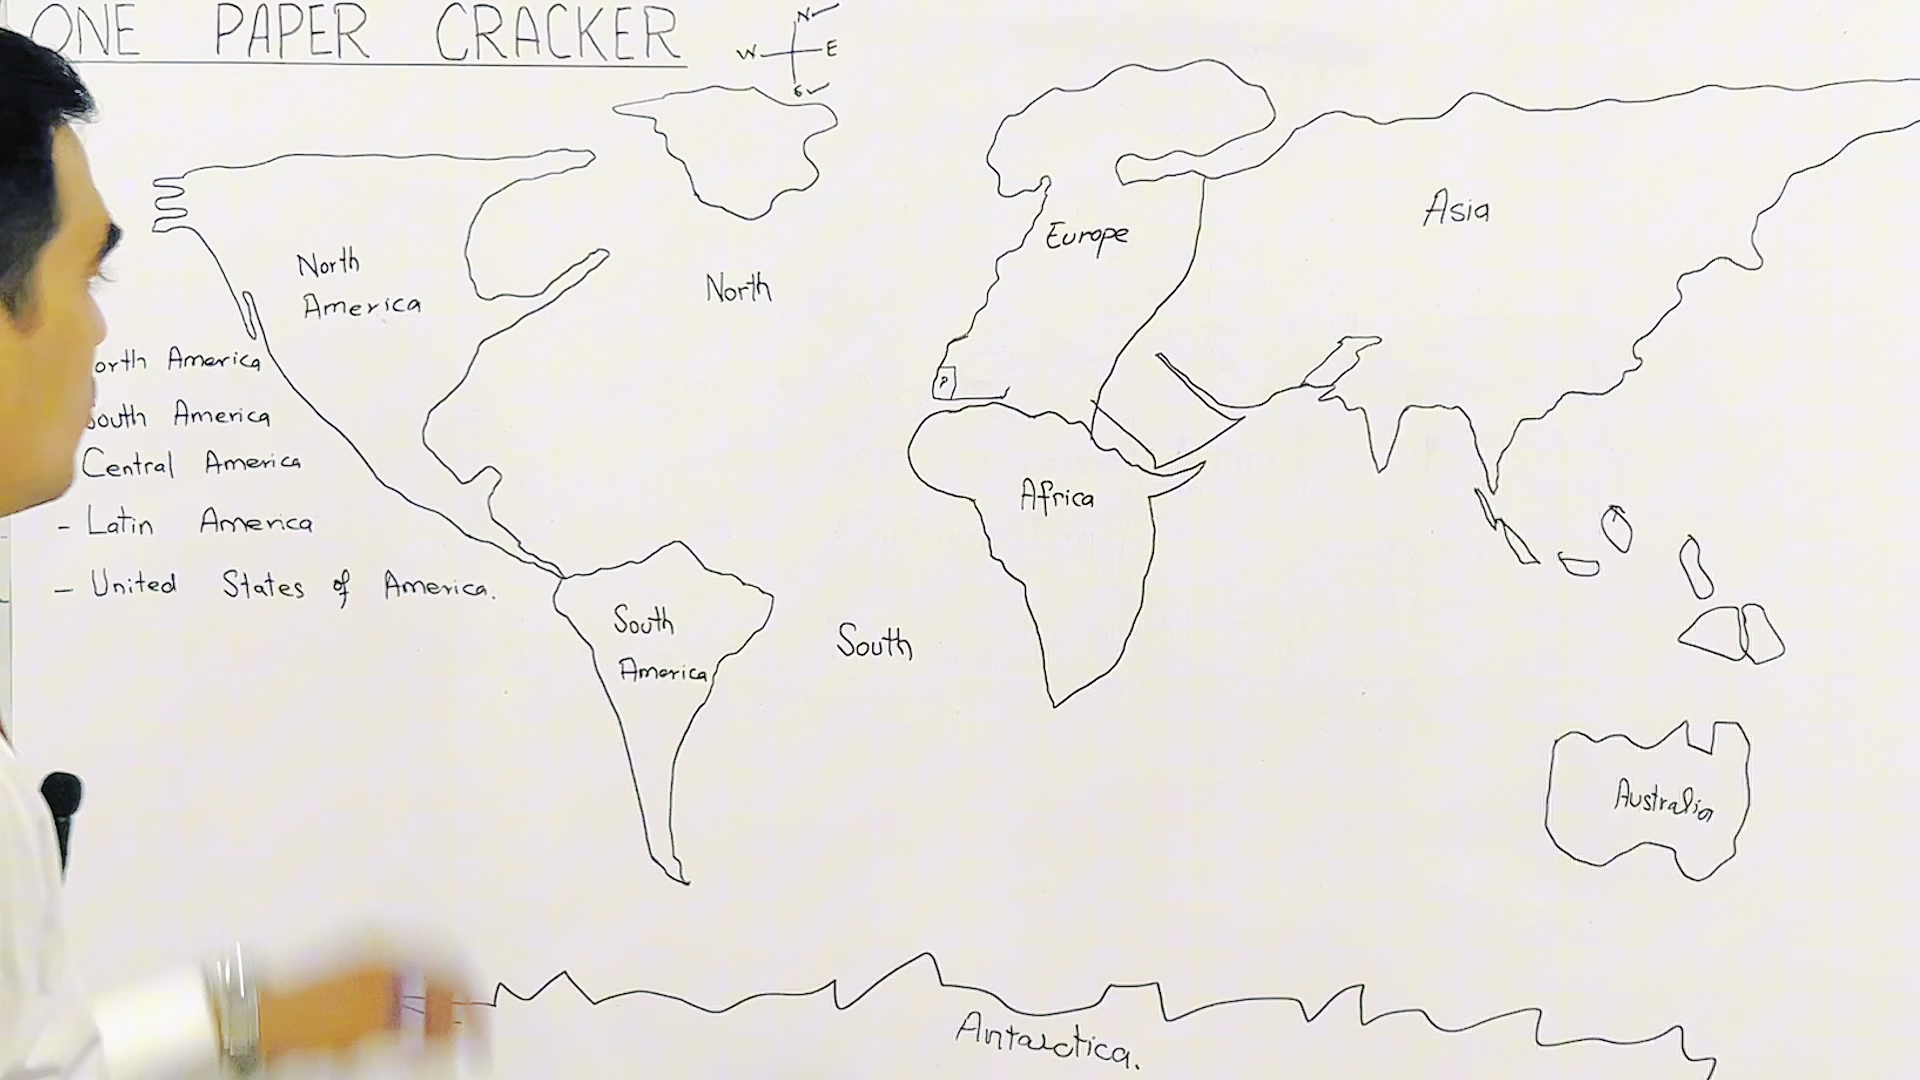 ONE PAPER CRACKER
N
W E
S
Asia
Europe
North
America
North
orth America
South America
Central America
- Latin America
- United States of America.
P
Africa
South
America
South
Australia
Antarctica.